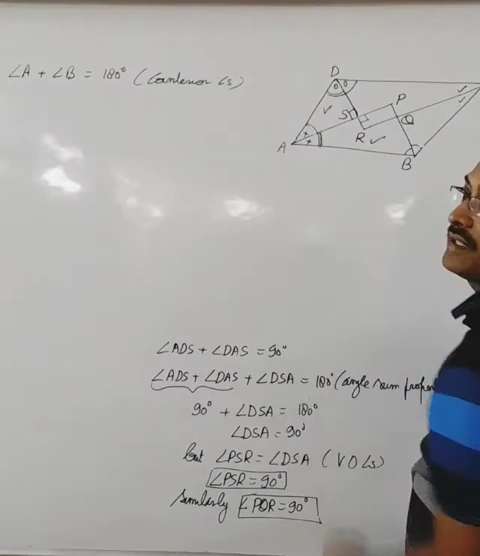 ∠A + ∠B = 180° (Cointerior ∠s)
D
P
S
Q
R
A
B
∠ADS + ∠DAS = 90°
∠ADS + ∠DAS + ∠DSA = 180° (angle sum proper
90° + ∠DSA = 180°
∠DSA = 90°
but ∠PSR = ∠DSA (VO∠s)
∠PSR = 90°
Similarly ∠PQR = 90°